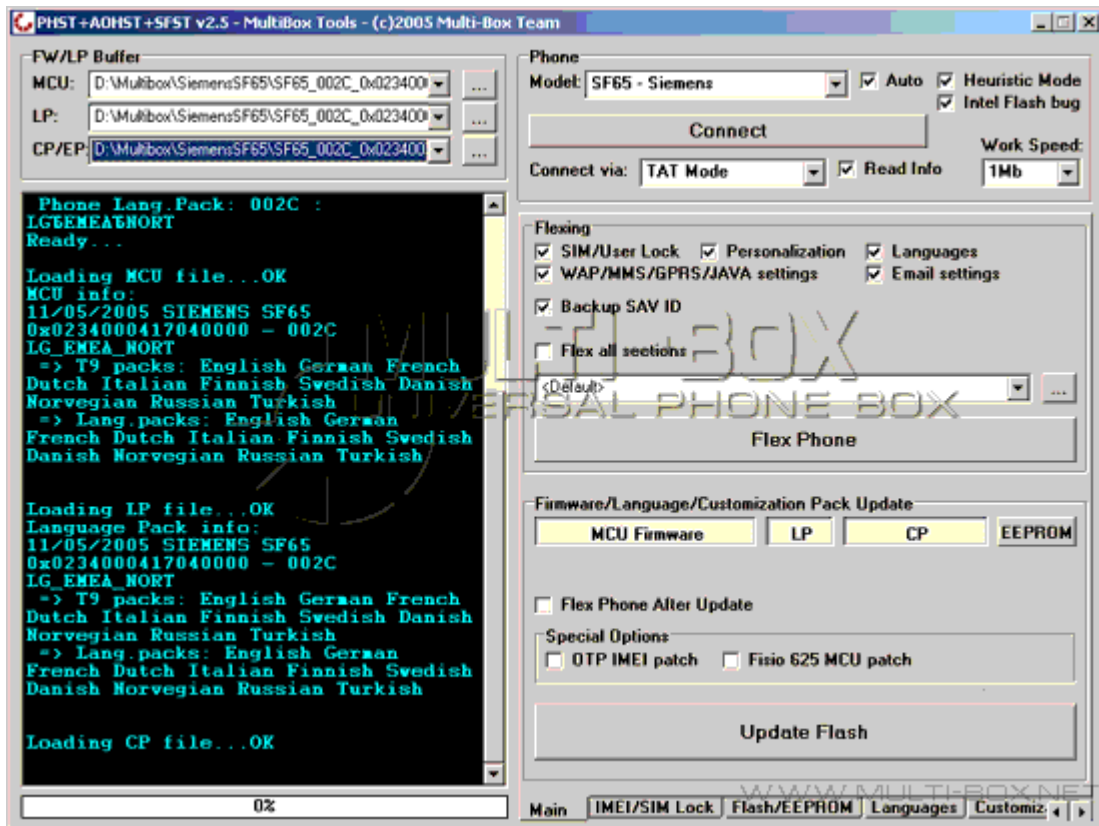 PHST+AOHST+SFST v2.5 - MultiBox Tools - (c)2005 Multi-Box Team
FW/LP Buffer
MCU: D:\Multibox\SiemensSF65\SF65_002C_0x023400 ...
LP: D:\Multibox\SiemensSF65\SF65_002C_0x023400 ...
CP/EP: D:\Multibox\SiemensSF65\SF65_002C_0x023400 ...
Phone Lang.Pack: 002C :
LGЪEMEAЪNORT
Ready...
Loading MCU file...OK
MCU info:
11/05/2005 SIEMENS SF65
0x0234000417040000 - 002C
LG_EMEA_NORT
=> T9 packs: English German French
Dutch Italian Finnish Swedish Danish
Norvegian Russian Turkish
=> Lang.packs: English German
French Dutch Italian Finnish Swedish
Danish Norvegian Russian Turkish
Loading LP file...OK
Language Pack info:
11/05/2005 SIEMENS SF65
0x0234000417040000 - 002C
LG_EMEA_NORT
=> T9 packs: English German French
Dutch Italian Finnish Swedish Danish
Norvegian Russian Turkish
=> Lang.packs: English German
French Dutch Italian Finnish Swedish
Danish Norvegian Russian Turkish
Loading CP file...OK
0%
Phone
Model: SF65 - Siemens Auto Heuristic Mode
Intel Flash bug
Connect
Work Speed:
Connect via: TAT Mode Read Info 1Mb
Flexing
SIM/User Lock Personalization Languages
WAP/MMS/GPRS/JAVA settings Email settings
Backup SAV ID
MULTI-BOX
Flex all sections
<Default> ...
UNIVERSAL PHONE BOX
Flex Phone
Firmware/Language/Customization Pack Update
MCU Firmware LP CP EEPROM
Flex Phone After Update
Special Options
OTP IMEI patch Fisio 625 MCU patch
Update Flash
WWW.MULTI-BOX.NET
Main IMEI/SIM Lock Flash/EEPROM Languages Customiz